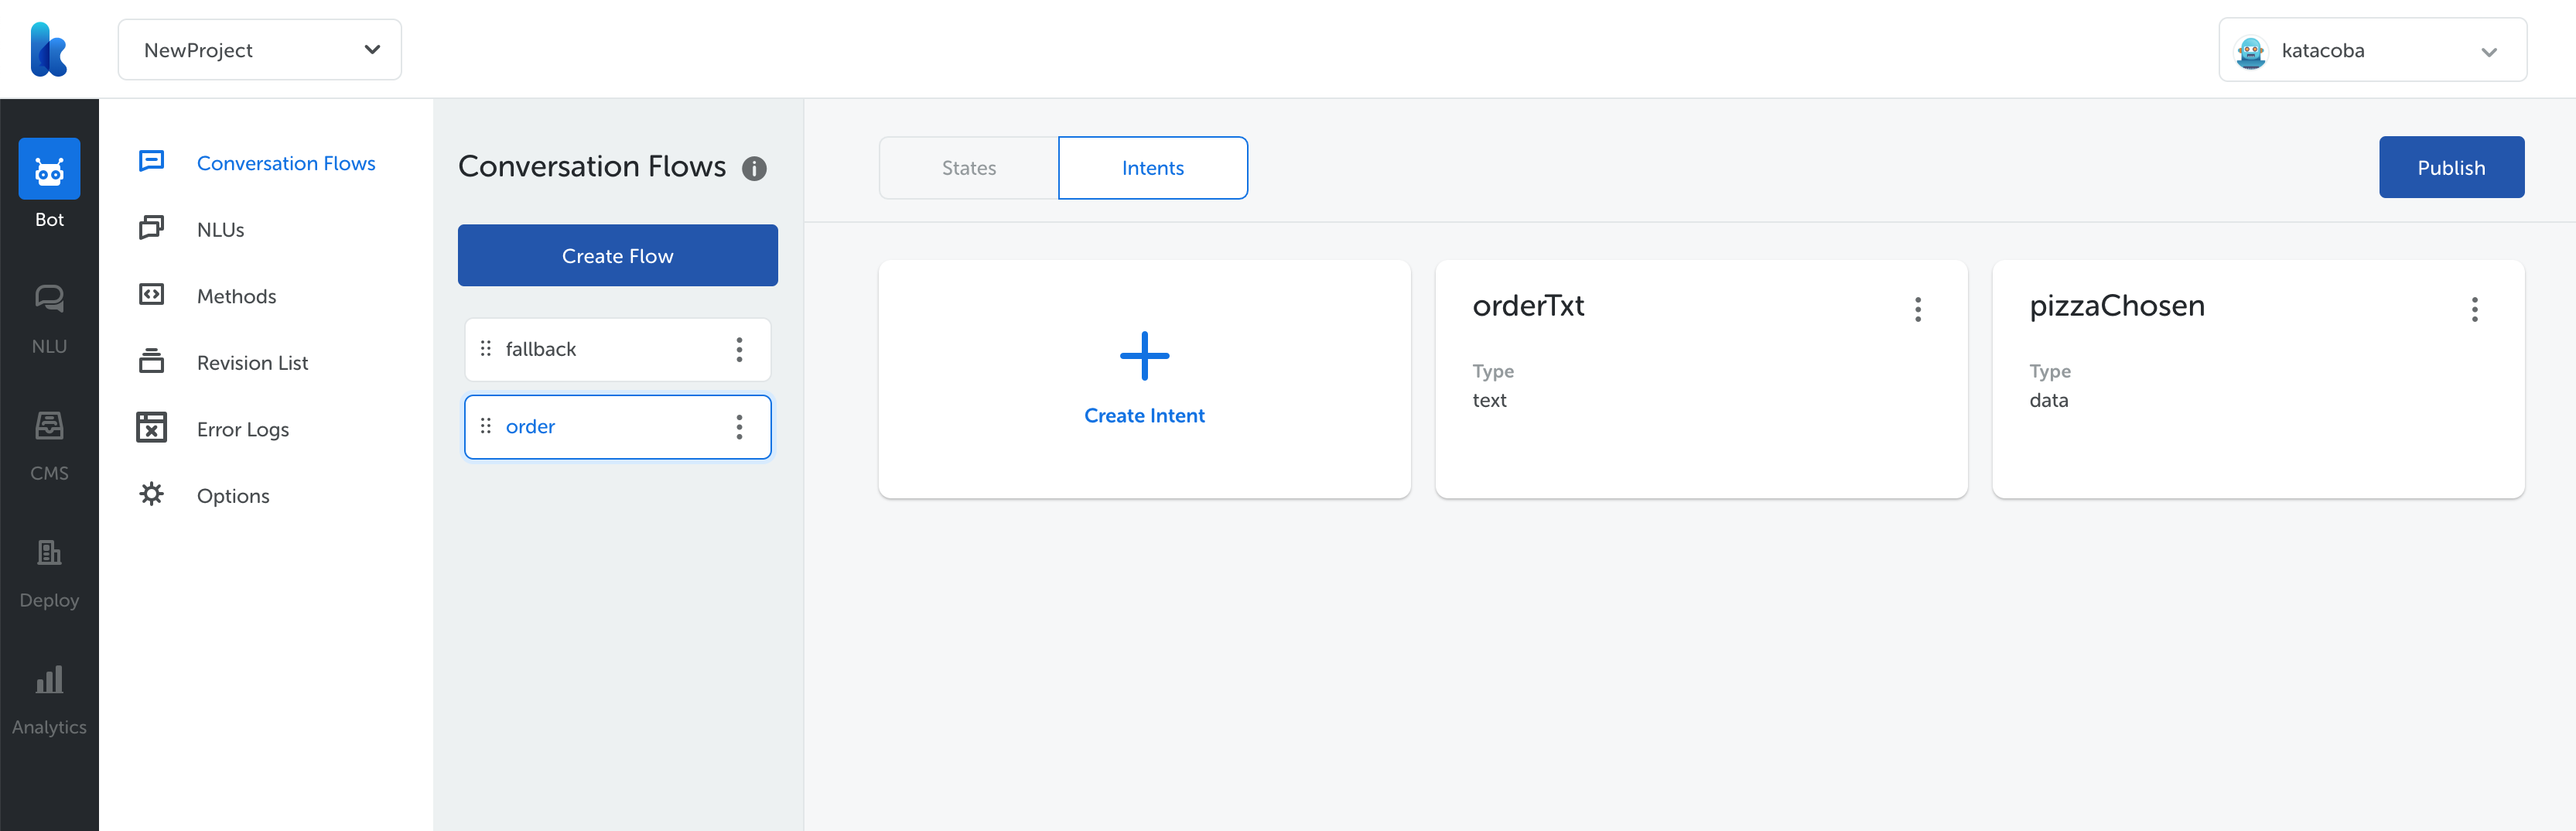 NewProject
katacoba
Bot
NLU
CMS
Deploy
Analytics
Conversation Flows
NLUs
Methods
Revision List
Error Logs
Options
Conversation Flows
Create Flow
fallback
order
States
Intents
Publish
Create Intent
orderTxt
Type
text
pizzaChosen
Type
data